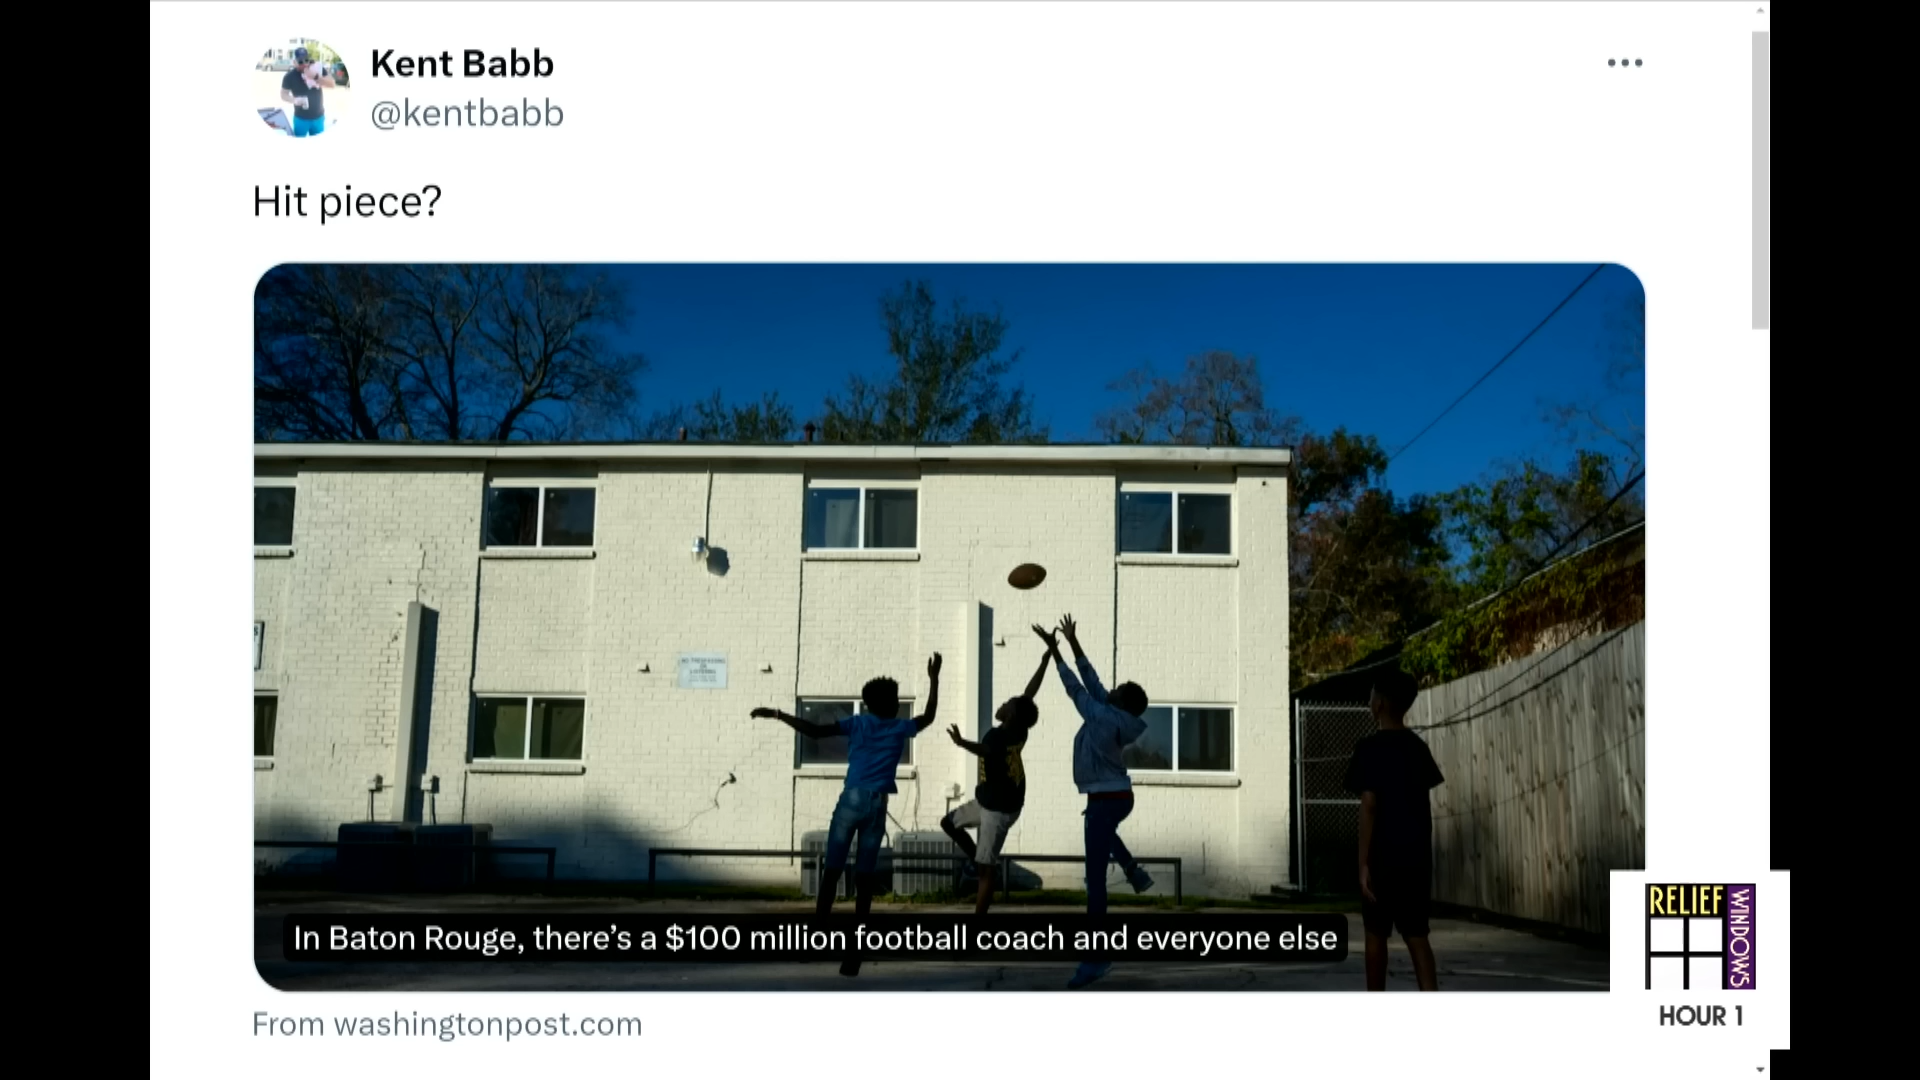 Kent Babb
@kentbabb
Hit piece?
In Baton Rouge, there's a $100 million football coach and everyone else
From washingtonpost.com
RELIEF
WINDOWS
HOUR 1